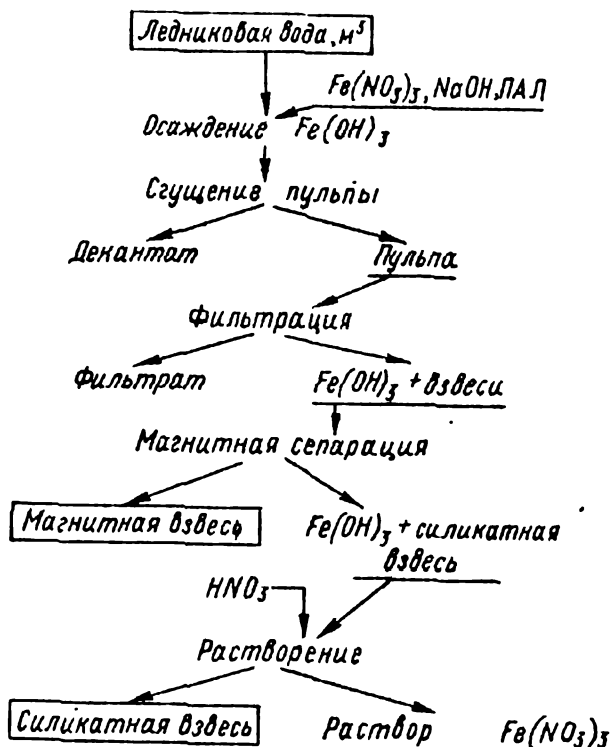 Ледниковая вода, м³
Fe(NO₃)₃, NaOH, ПАЛ
Осаждение Fe(OH)₃
Сгущение пульпы
Декантат Пульпа
Фильтрация
Фильтрат Fe(OH)₃ + взвеси
Магнитная сепарация
Магнитная взвесь Fe(OH)₃ + силикатная
взвесь
HNO₃
Растворение
Силикатная взвесь Раствор Fe(NO₃)₃